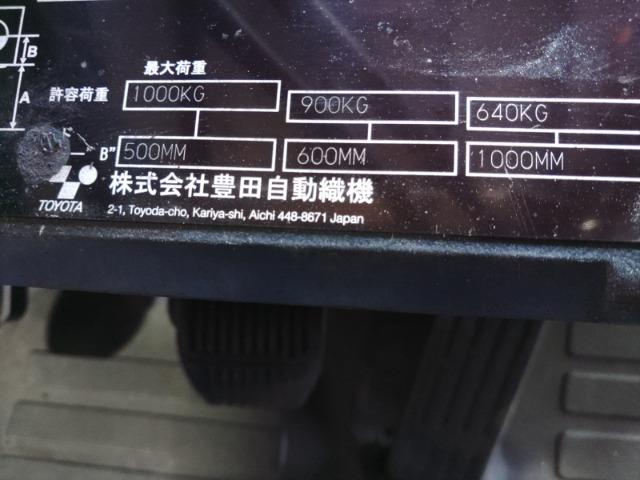 B
A
最大荷重
許容荷重 1000KG 900KG 640KG
B" 500MM 600MM 1000MM
TOYOTA 株式会社豊田自動織機
2-1, Toyoda-cho, Kariya-shi, Aichi 448-8671 Japan